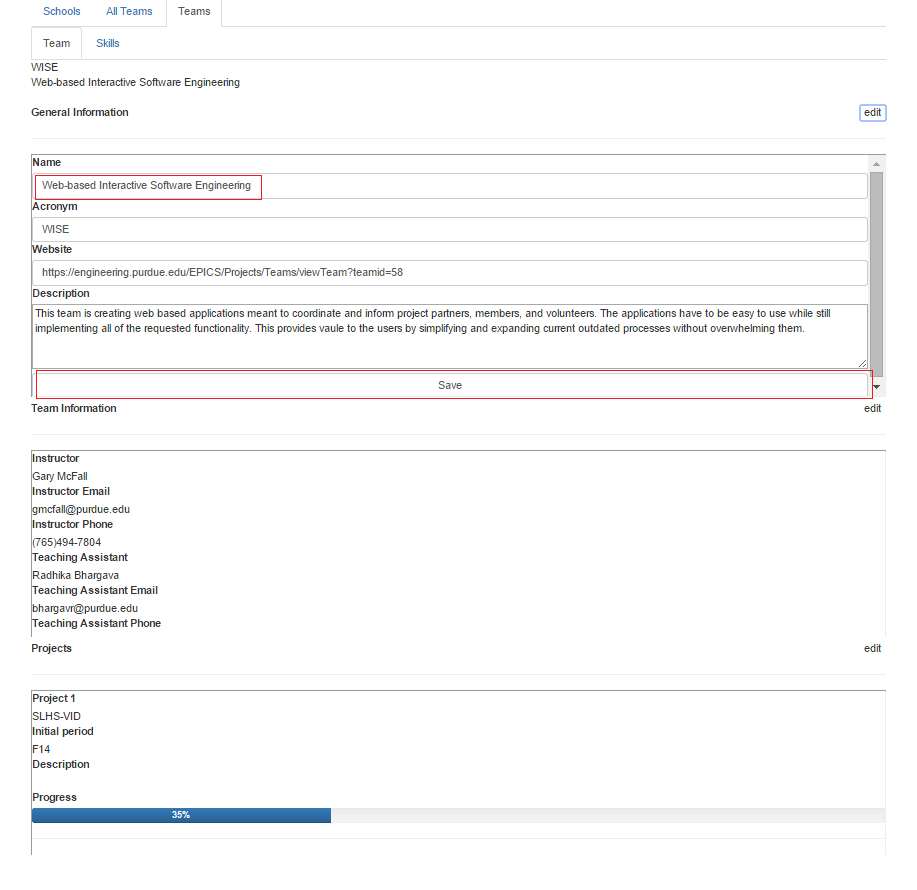 Schools All Teams Teams
Team Skills
WISE
Web-based Interactive Software Engineering
General Information edit
Name
Web-based Interactive Software Engineering
Acronym
WISE
Website
https://engineering.purdue.edu/EPICS/Projects/Teams/viewTeam?teamid=58
Description
This team is creating web based applications meant to coordinate and inform project partners, members, and volunteers. The applications have to be easy to use while still
implementing all of the requested functionality. This provides vaule to the users by simplifying and expanding current outdated processes without overwhelming them.
Save
Team Information edit
Instructor
Gary McFall
Instructor Email
gmcfall@purdue.edu
Instructor Phone
(765)494-7804
Teaching Assistant
Radhika Bhargava
Teaching Assistant Email
bhargavr@purdue.edu
Teaching Assistant Phone
Projects edit
Project 1
SLHS-VID
Initial period
F14
Description
Progress
35%